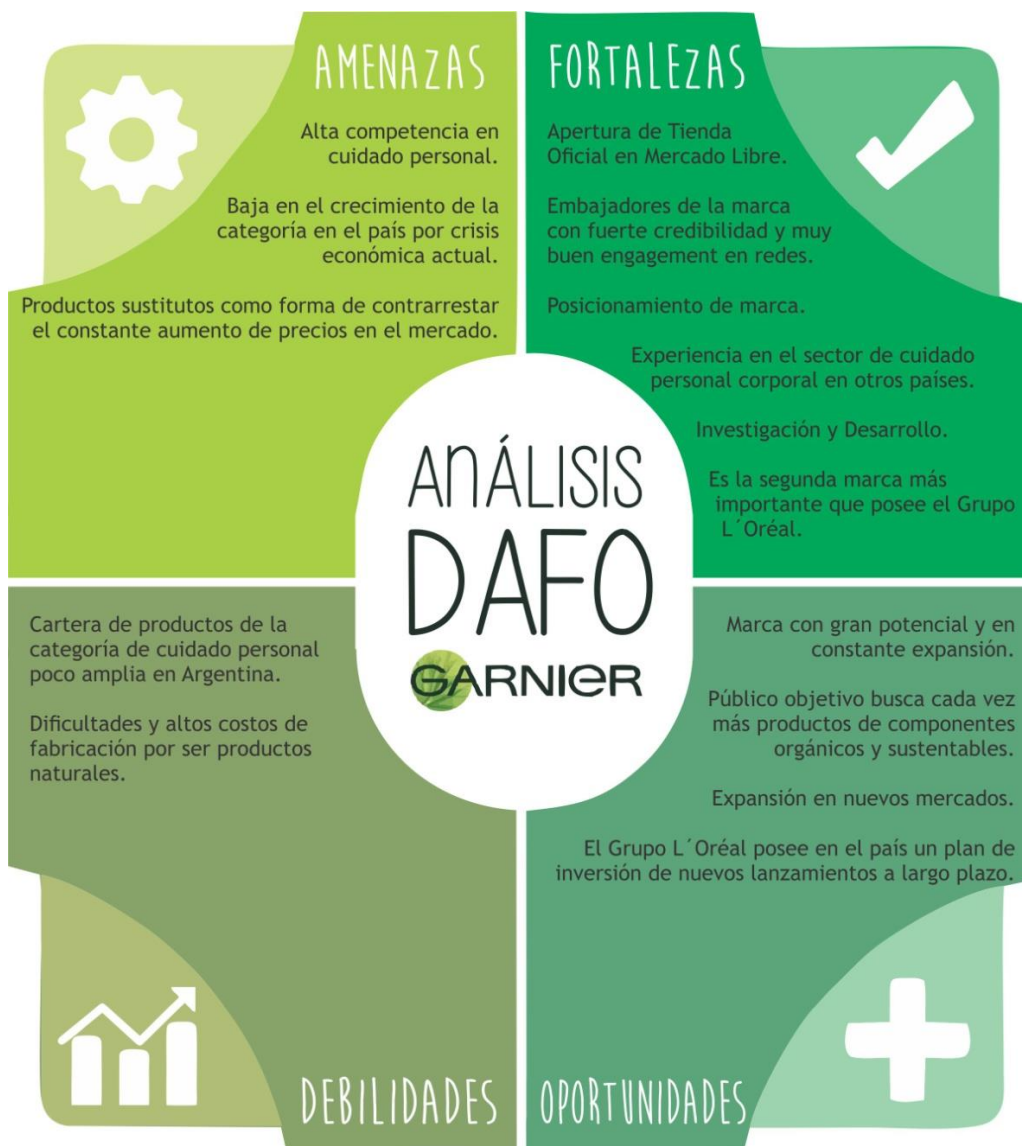 AMENAZAS
Alta competencia en
cuidado personal.
Baja en el crecimiento de la
categoría en el país por crisis
económica actual.
Productos sustitutos como forma de contrarrestar
el constante aumento de precios en el mercado.
FORTALEZAS
Apertura de Tienda
Oficial en Mercado Libre.
Embajadores de la marca
con fuerte credibilidad y muy
buen engagement en redes.
Posicionamiento de marca.
Experiencia en el sector de cuidado
personal corporal en otros países.
Investigación y Desarrollo.
Es la segunda marca más
importante que posee el Grupo
L´Oréal.
ANÁLISIS
DAFO
GARNIER
Cartera de productos de la
categoría de cuidado personal
poco amplia en Argentina.
Dificultades y altos costos de
fabricación por ser productos
naturales.
DEBILIDADES
Marca con gran potencial y en
constante expansión.
Público objetivo busca cada vez
más productos de componentes
orgánicos y sustentables.
Expansión en nuevos mercados.
El Grupo L´Oréal posee en el país un plan de
inversión de nuevos lanzamientos a largo plazo.
OPORTUNIDADES